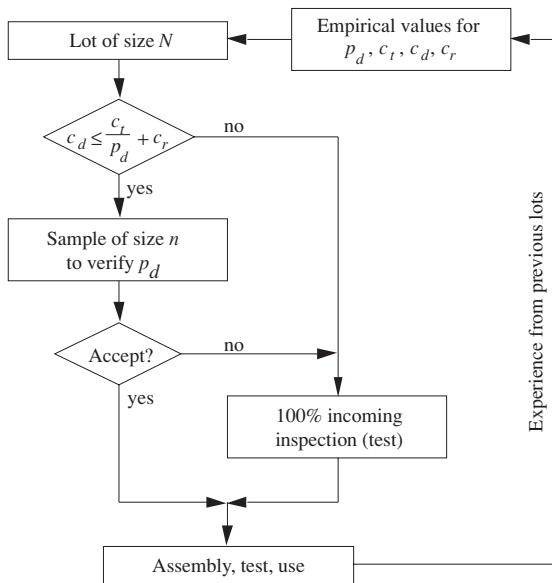 Lot of size N
Empirical values for
p_d, c_t, c_d, c_r
c_d ≤ c_t/p_d + c_r
no
yes
Sample of size n
to verify p_d
Accept?
no
yes
100% incoming
inspection (test)
Assembly, test, use
Experience from previous lots